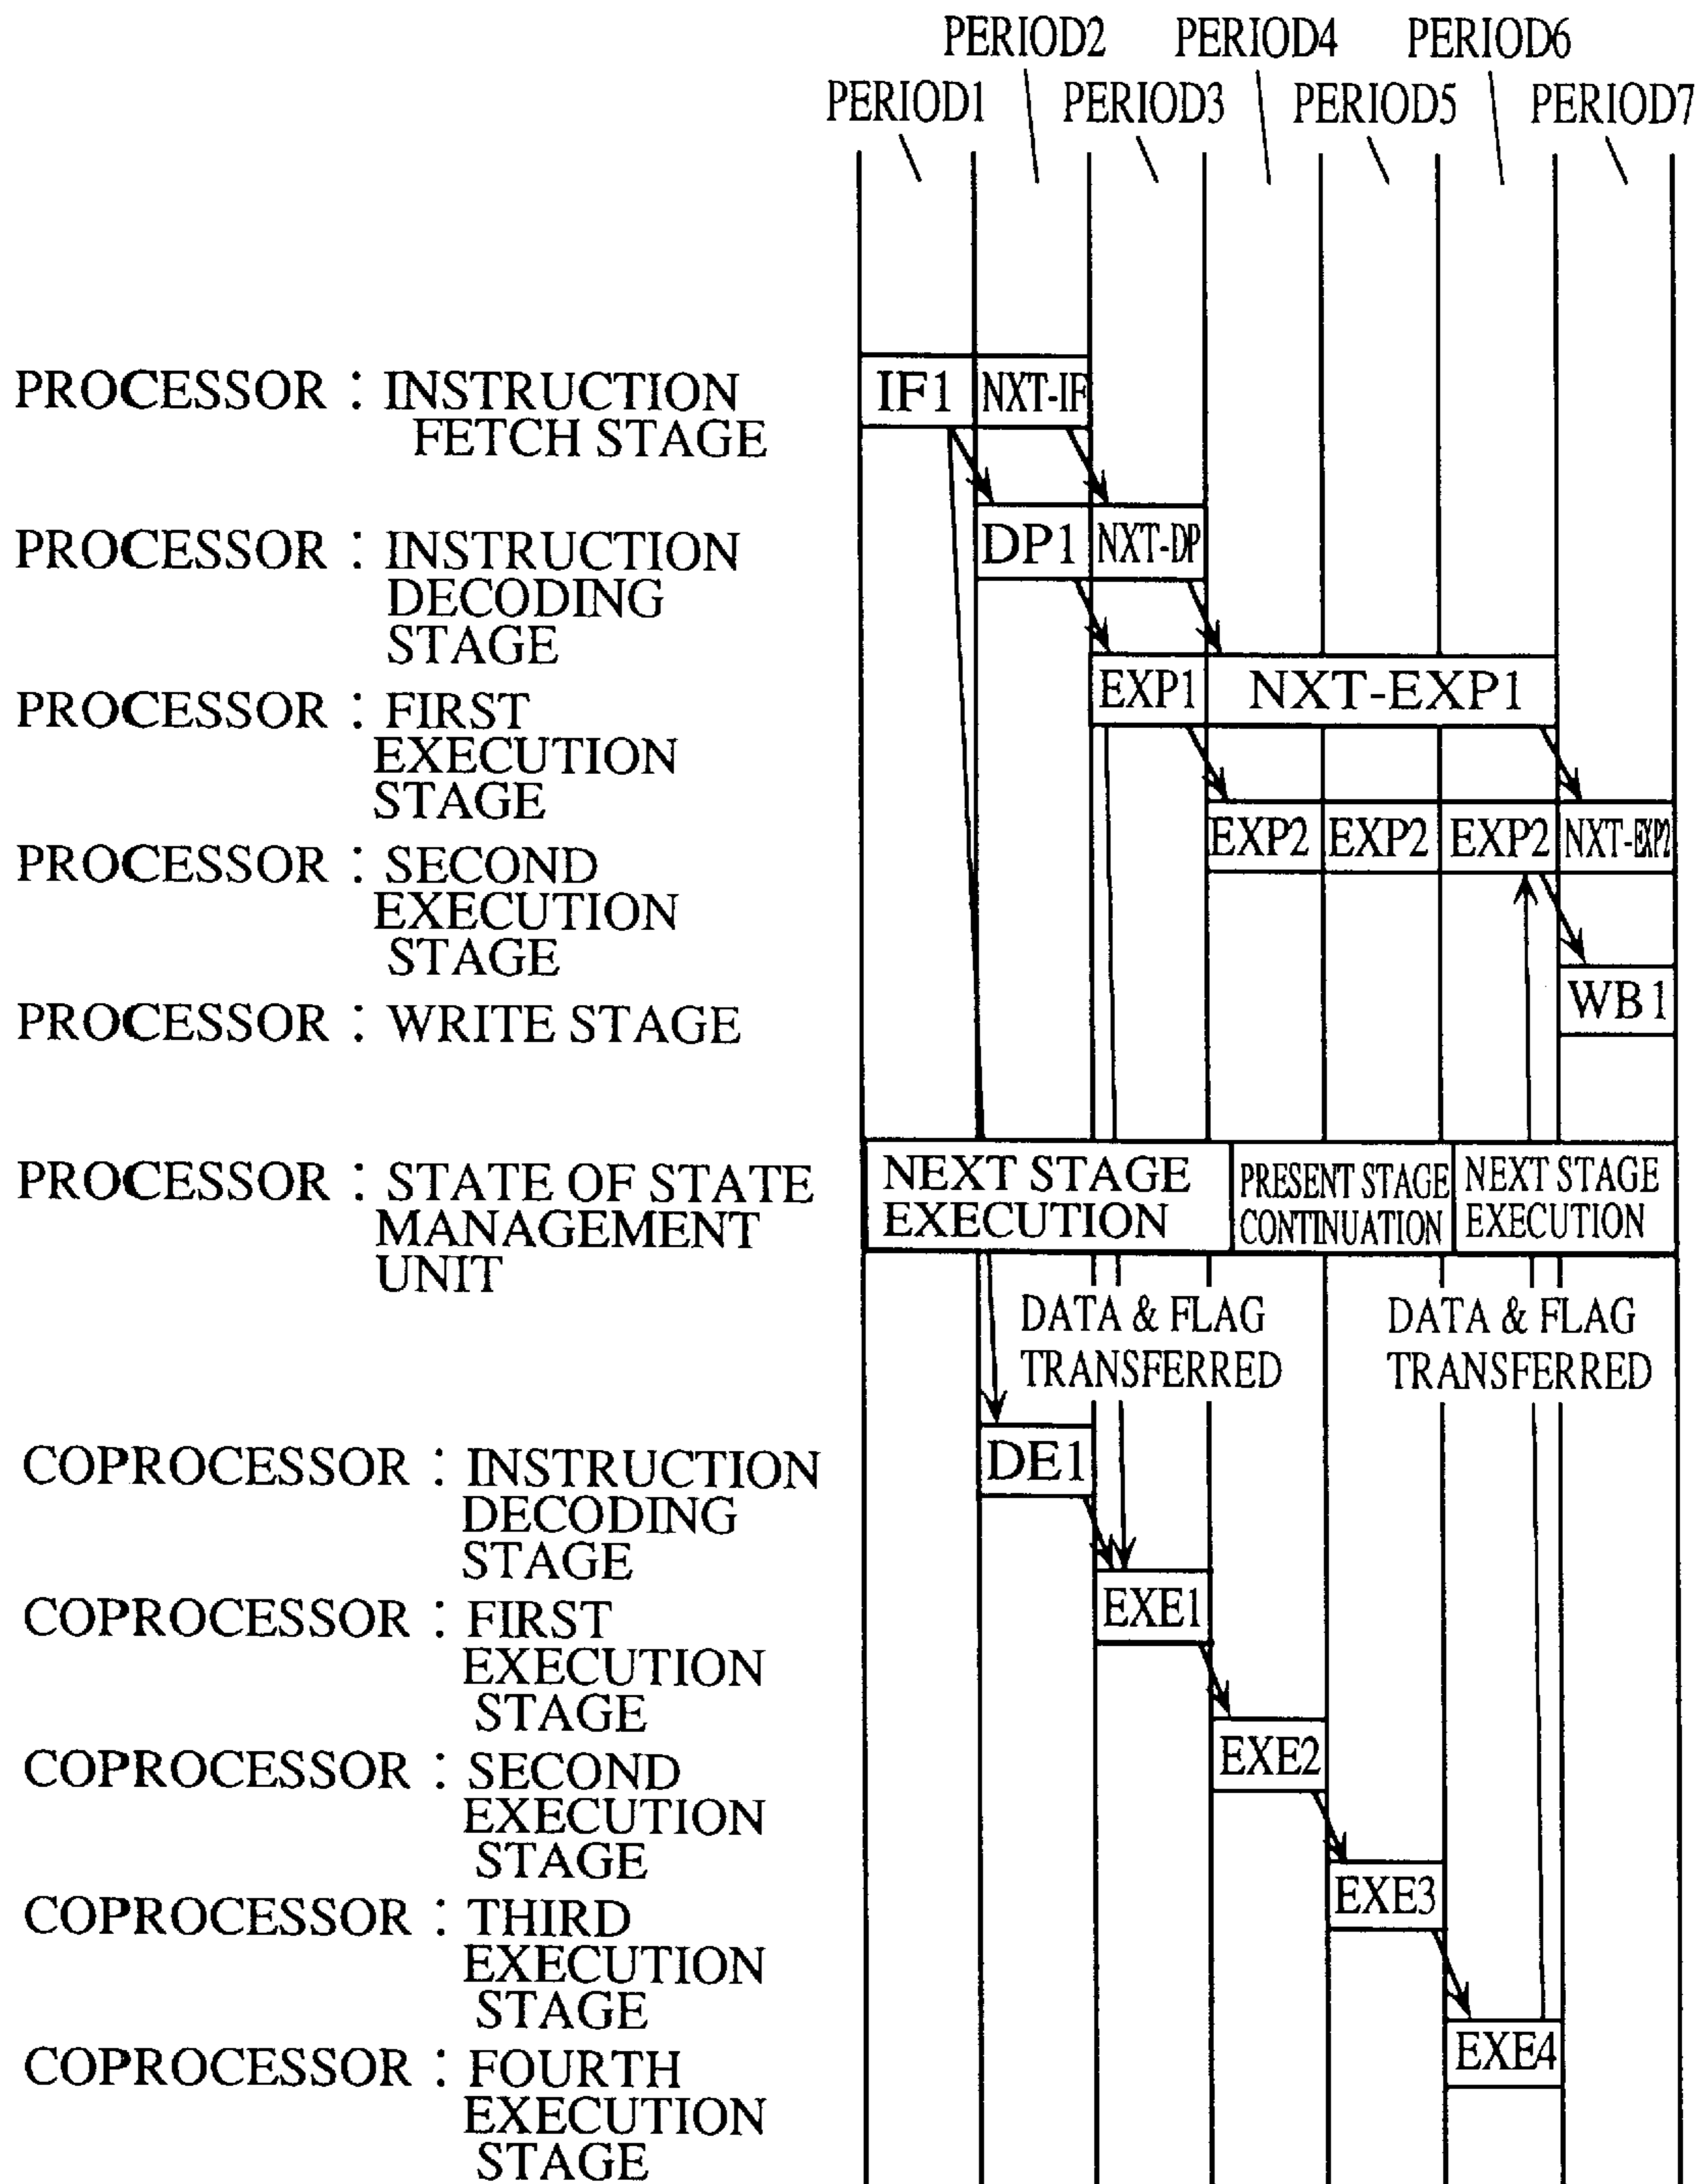 PERIOD2 PERIOD4 PERIOD6
PERIOD1 PERIOD3 PERIOD5 PERIOD7
PROCESSOR : INSTRUCTION
FETCH STAGE
IF1 NXT-IF
PROCESSOR : INSTRUCTION
DECODING
STAGE
DP1 NXT-DP
PROCESSOR : FIRST
EXECUTION
STAGE
EXP1 NXT-EXP1
PROCESSOR : SECOND
EXECUTION
STAGE
EXP2 EXP2 EXP2 NXT-EXP2
PROCESSOR : WRITE STAGE
WB1
PROCESSOR : STATE OF STATE
MANAGEMENT
UNIT
NEXT STAGE
EXECUTION
PRESENT STAGE
CONTINUATION
NEXT STAGE
EXECUTION
DATA & FLAG
TRANSFERRED
DATA & FLAG
TRANSFERRED
COPROCESSOR : INSTRUCTION
DECODING
STAGE
DE1
COPROCESSOR : FIRST
EXECUTION
STAGE
EXE1
COPROCESSOR : SECOND
EXECUTION
STAGE
EXE2
COPROCESSOR : THIRD
EXECUTION
STAGE
EXE3
COPROCESSOR : FOURTH
EXECUTION
STAGE
EXE4